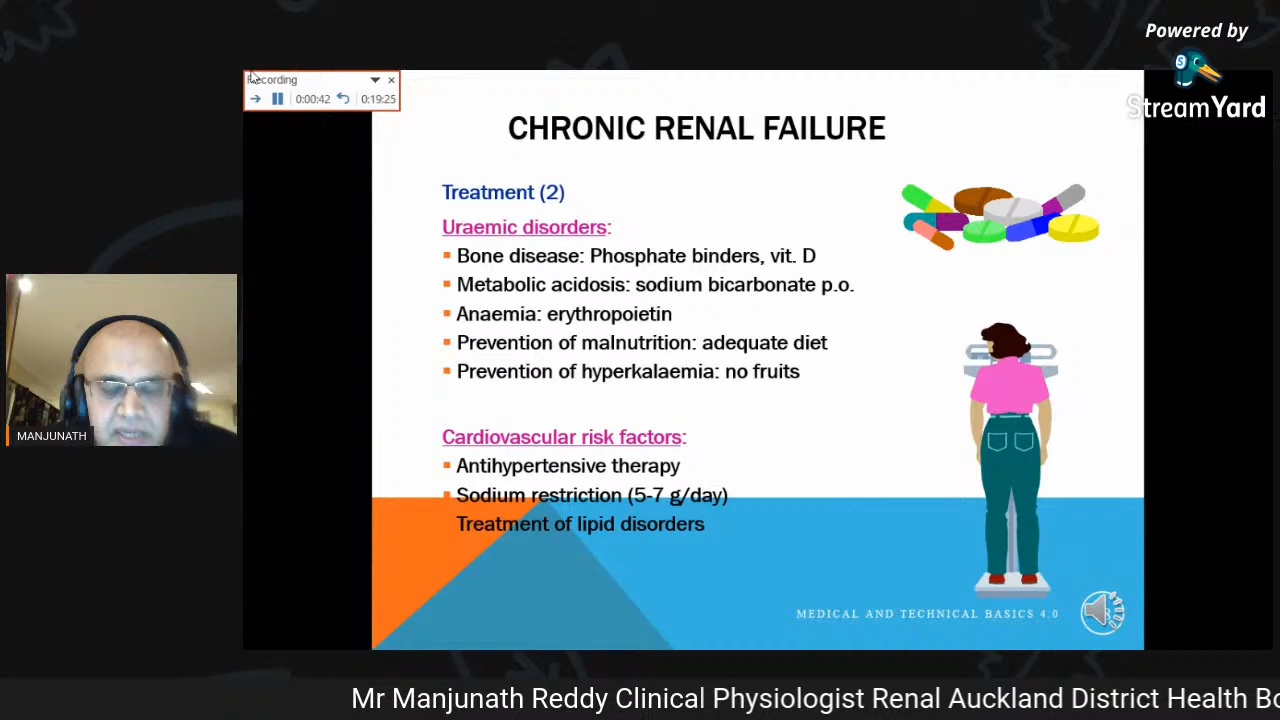 Powered by
StreamYard
Recording
0:00:42
0:19:25
CHRONIC RENAL FAILURE
Treatment (2)
Uraemic disorders:
Bone disease: Phosphate binders, vit. D
Metabolic acidosis: sodium bicarbonate p.o.
Anaemia: erythropoietin
Prevention of malnutrition: adequate diet
Prevention of hyperkalaemia: no fruits
Cardiovascular risk factors:
Antihypertensive therapy
Sodium restriction (5-7 g/day)
Treatment of lipid disorders
MANJUNATH
MEDICAL AND TECHNICAL BASICS 4.0
Mr Manjunath Reddy Clinical Physiologist Renal Auckland District Health Bo